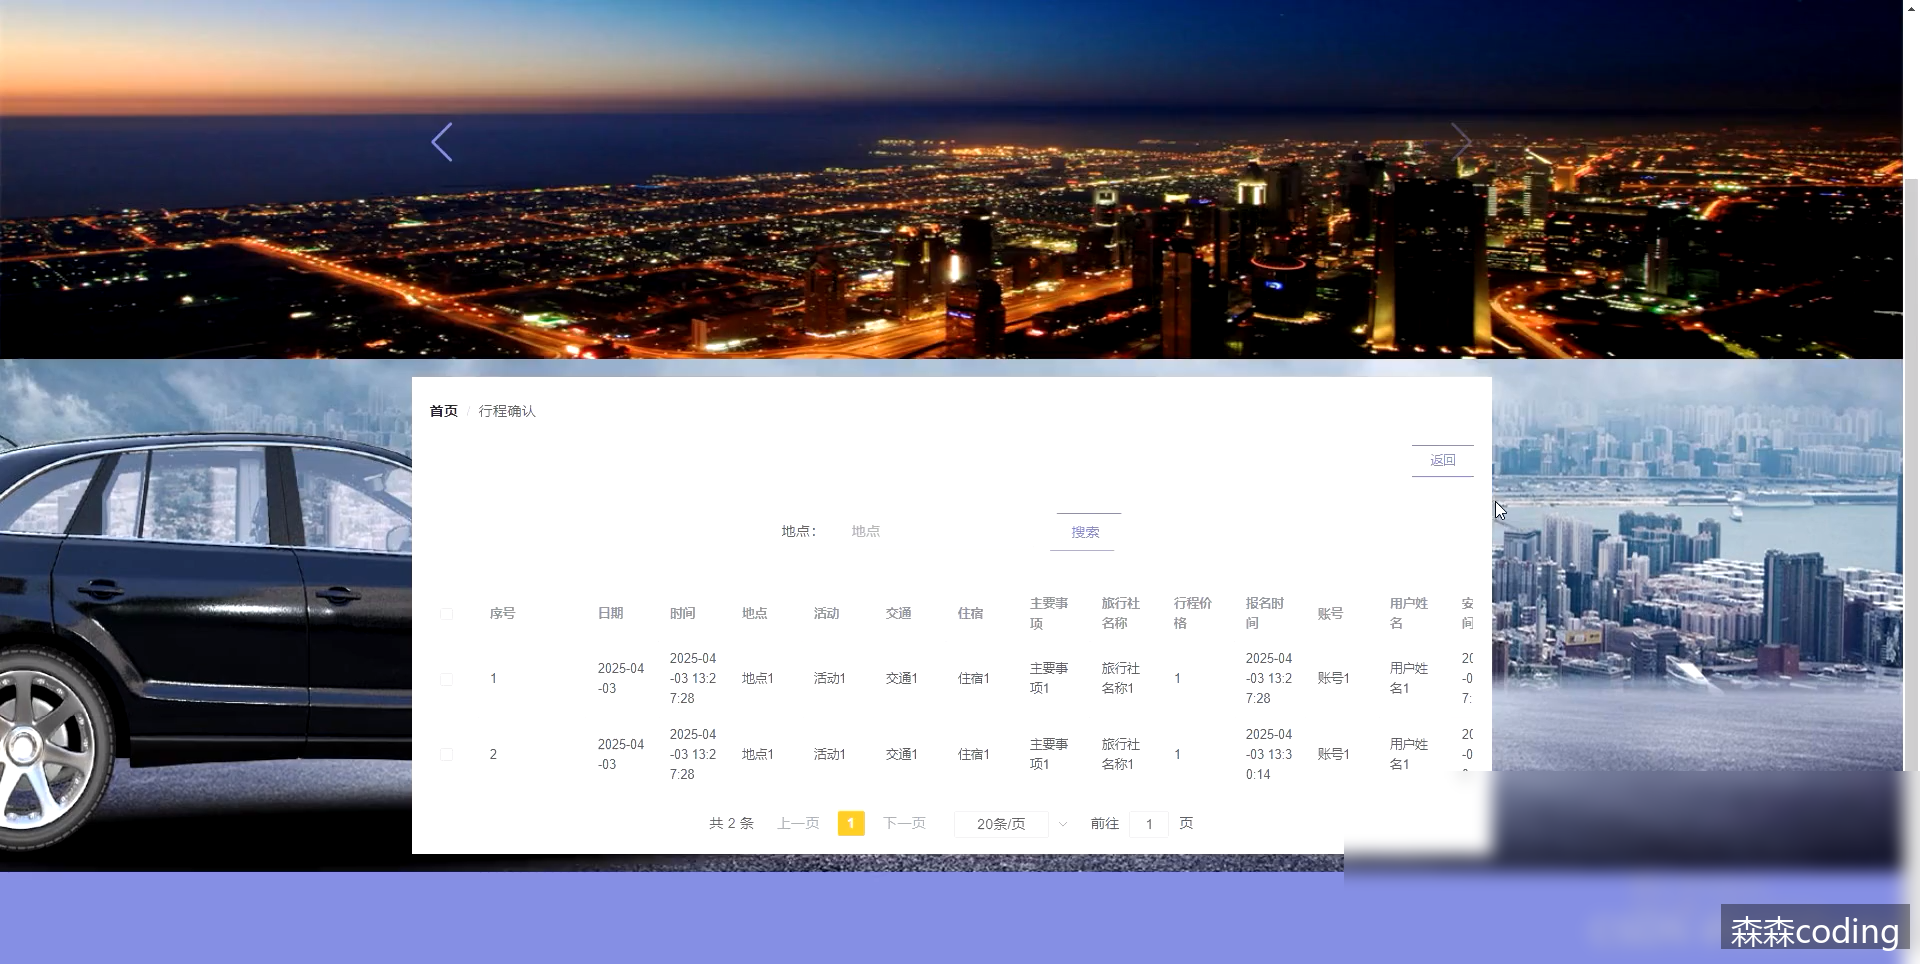 首页 / 行程确认
返回
地点： 地点 搜索
序号 日期 时间 地点 活动 交通 住宿 主要事项 旅行社名称 行程价格 报名时间 账号 用户姓名
1 2025-04-03 2025-04-03 13:27:28 地点1 活动1 交通1 住宿1 主要事项1 旅行社名称1 1 2025-04-03 13:27:28 账号1 用户姓名1
2 2025-04-03 2025-04-03 13:27:28 地点1 活动1 交通1 住宿1 主要事项1 旅行社名称1 1 2025-04-03 13:30:14 账号1 用户姓名1
共 2 条 上一页 1 下一页 20条/页 前往 1 页
森森coding